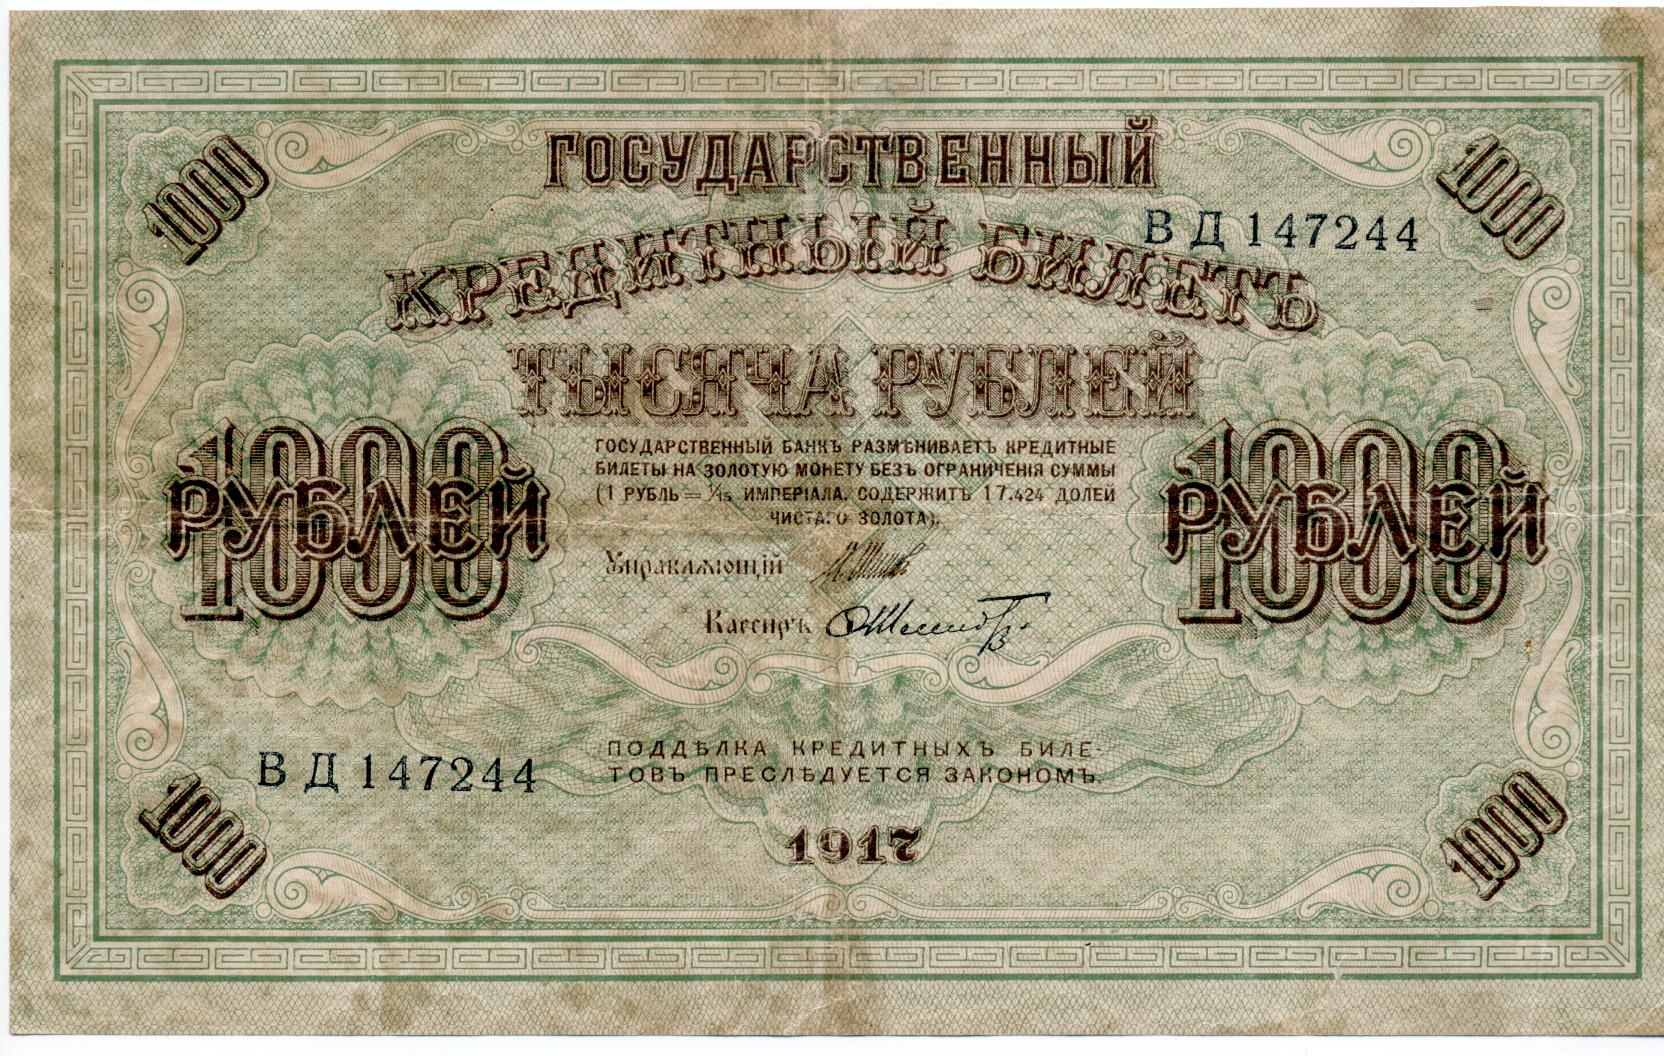 1000
1000
ГОСУДАРСТВЕННЫЙ
ВД 147244
КРЕДИТНЫЙ БИЛЕТЪ
ТЫСЯЧА РУБЛЕЙ
1000
РУБЛЕЙ
1000
РУБЛЕЙ
ГОСУДАРСТВЕННЫЙ БАНКЪ РАЗМѢНИВАЕТЪ КРЕДИТНЫЕ
БИЛЕТЫ НА ЗОЛОТУЮ МОНЕТУ БЕЗЪ ОГРАНИЧЕНІЯ СУММЫ
(1 РУБЛЬ = 1/15 ИМПЕРІАЛА, СОДЕРЖИТЪ 17.424 ДОЛЕЙ
ЧИСТАГО ЗОЛОТА).
Управляющій
Кассиръ
ВД 147244
ПОДДѢЛКА КРЕДИТНЫХЪ БИЛЕ-
ТОВЪ ПРЕСЛѢДУЕТСЯ ЗАКОНОМЪ.
1917
1000
1000